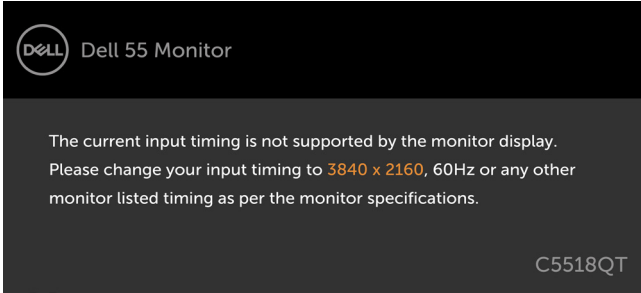 DELL Dell 55 Monitor
The current input timing is not supported by the monitor display.
Please change your input timing to 3840 x 2160, 60Hz or any other
monitor listed timing as per the monitor specifications.
C5518QT